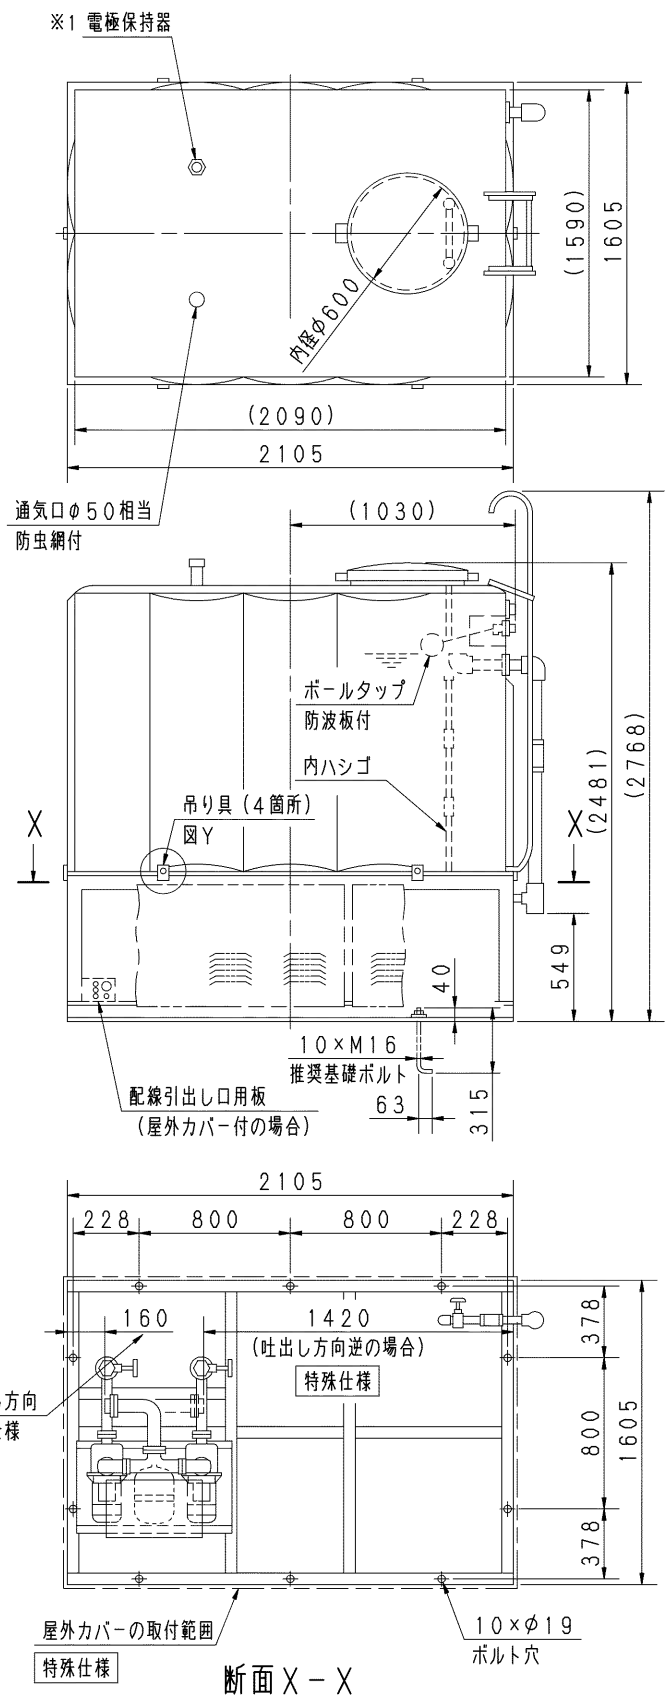 ※1 電極保持器
(1590)
1605
内径φ600
(2090)
2105
通気口φ50相当
防虫網付
(1030)
ボールタップ
防波板付
内ハシゴ
吊り具 (4箇所)
図Y
X
X
(2481)
(2768)
549
40
10×M16
推奨基礎ボルト
63
315
配線引出し口用板
(屋外カバー付の場合)
2105
228
800
800
228
160
1420
(吐出し方向逆の場合)
特殊仕様
378
800
1605
378
方向
様
屋外カバーの取付範囲
特殊仕様
10×φ19
ボルト穴
断面X-X